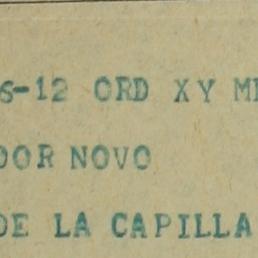 6-12 ORD XY M
DOR NOVO
DE LA CAPILLA